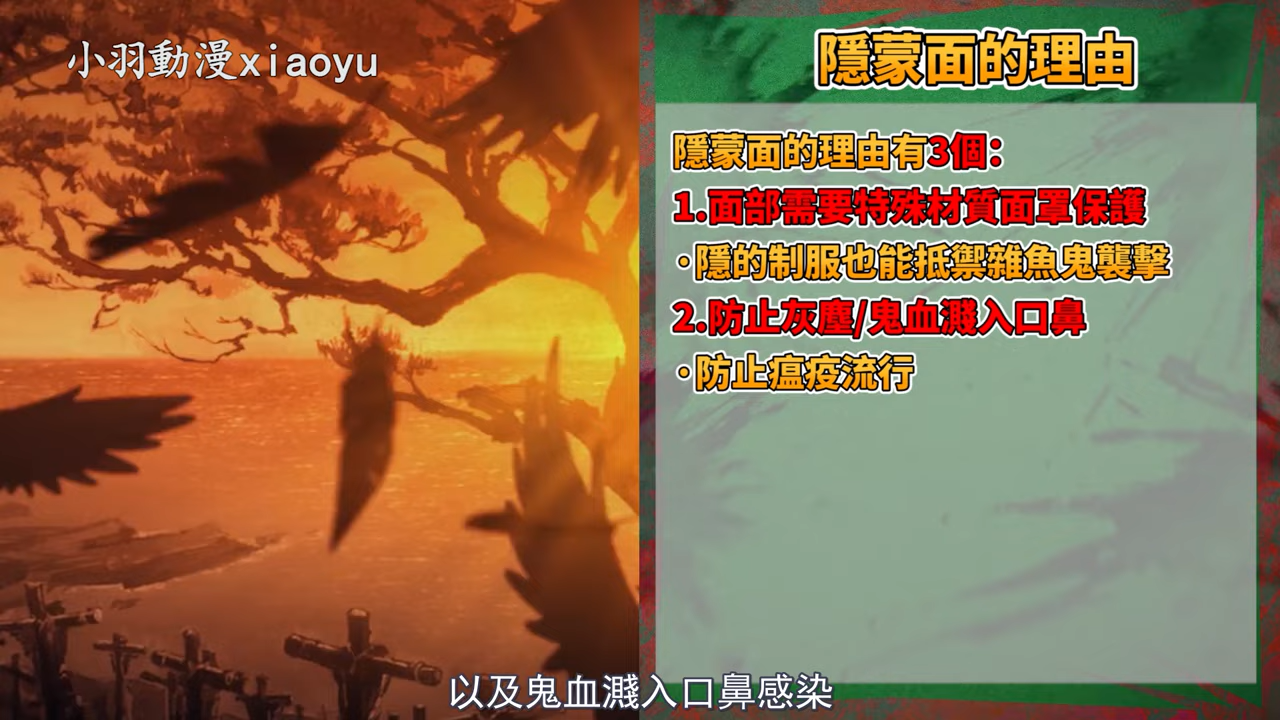 小羽動漫xiaoyu
隱蒙面的理由
隱蒙面的理由有3個：
1.面部需要特殊材質面罩保護
·隱的制服也能抵禦雜魚鬼襲擊
2.防止灰塵/鬼血濺入口鼻
·防止瘟疫流行
以及鬼血濺入口鼻感染